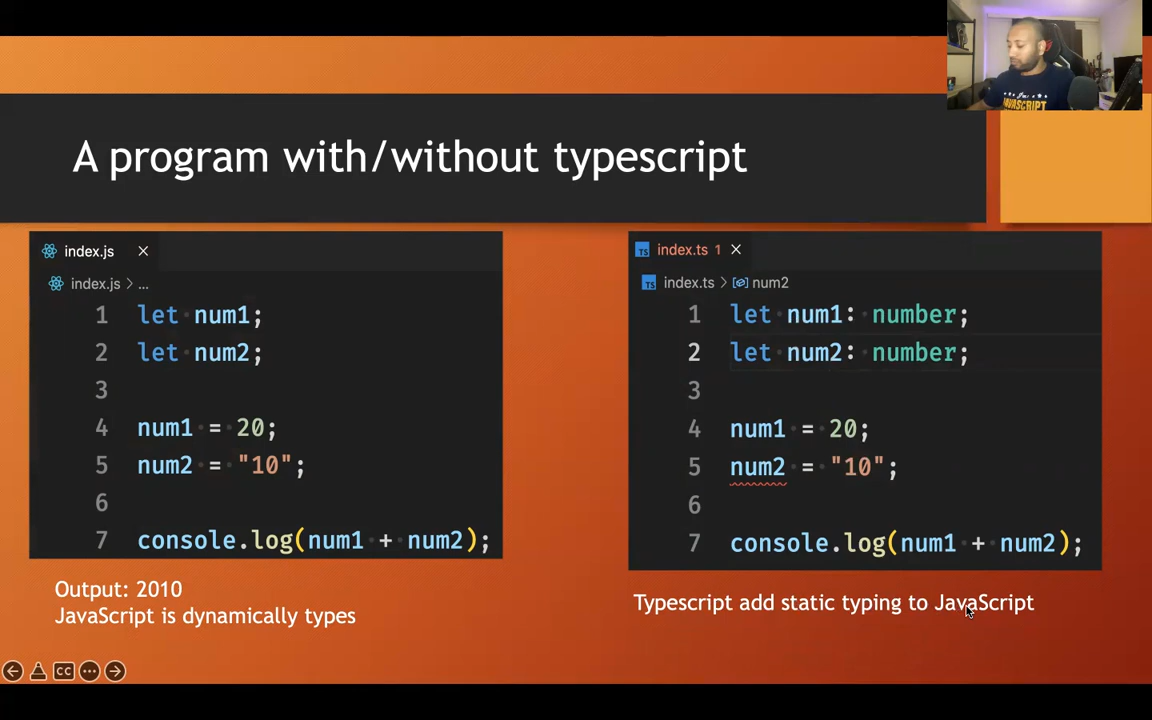 JAVASCRIPT
A program with/without typescript
index.js
index.js > ...
1 let num1;
2 let num2;
3
4 num1 = 20;
5 num2 = "10";
6
7 console.log(num1 + num2);
Output: 2010
JavaScript is dynamically types
TS index.ts 1
TS index.ts > num2
1 let num1: number;
2 let num2: number;
3
4 num1 = 20;
5 num2 = "10";
6
7 console.log(num1 + num2);
Typescript add static typing to JavaScript
CC